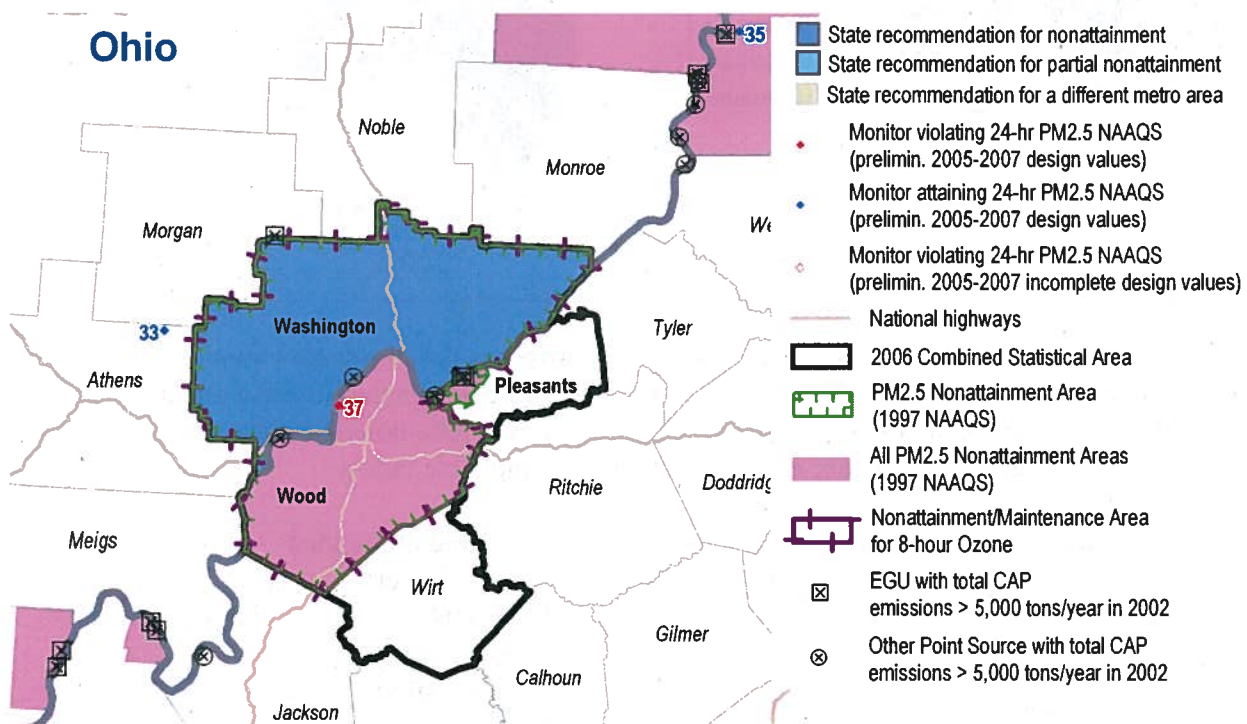 Ohio
35
Noble
Monroe
Morgan
We
Washington
33
Tyler
Athens
Pleasants
37
Ritchie
Doddridg
Wood
Meigs
Wirt
Gilmer
Calhoun
Jackson
State recommendation for nonattainment
State recommendation for partial nonattainment
State recommendation for a different metro area
Monitor violating 24-hr PM2.5 NAAQS
(prelimin. 2005-2007 design values)
Monitor attaining 24-hr PM2.5 NAAQS
(prelimin. 2005-2007 design values)
Monitor violating 24-hr PM2.5 NAAQS
(prelimin. 2005-2007 incomplete design values)
National highways
2006 Combined Statistical Area
PM2.5 Nonattainment Area
(1997 NAAQS)
All PM2.5 Nonattainment Areas
(1997 NAAQS)
Nonattainment/Maintenance Area
for 8-hour Ozone
EGU with total CAP
emissions > 5,000 tons/year in 2002
Other Point Source with total CAP
emissions > 5,000 tons/year in 2002